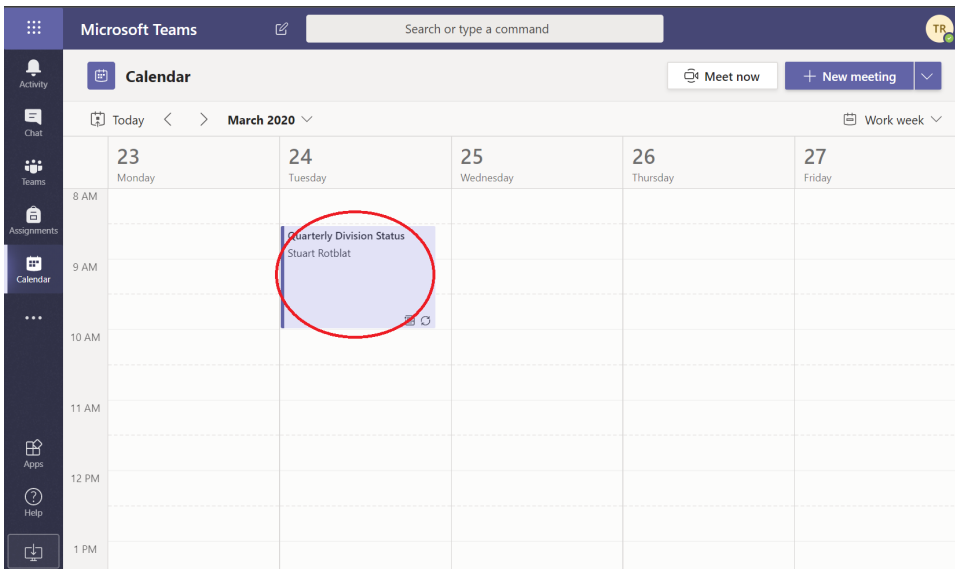 Microsoft Teams
Search or type a command
TR
Activity
Chat
Teams
Assignments
Calendar
Apps
Help
Calendar
Meet now
New meeting
Today
March 2020
Work week
23
Monday
24
Tuesday
25
Wednesday
26
Thursday
27
Friday
8 AM
Quarterly Division Status
Stuart Rotblat
9 AM
10 AM
11 AM
12 PM
1 PM